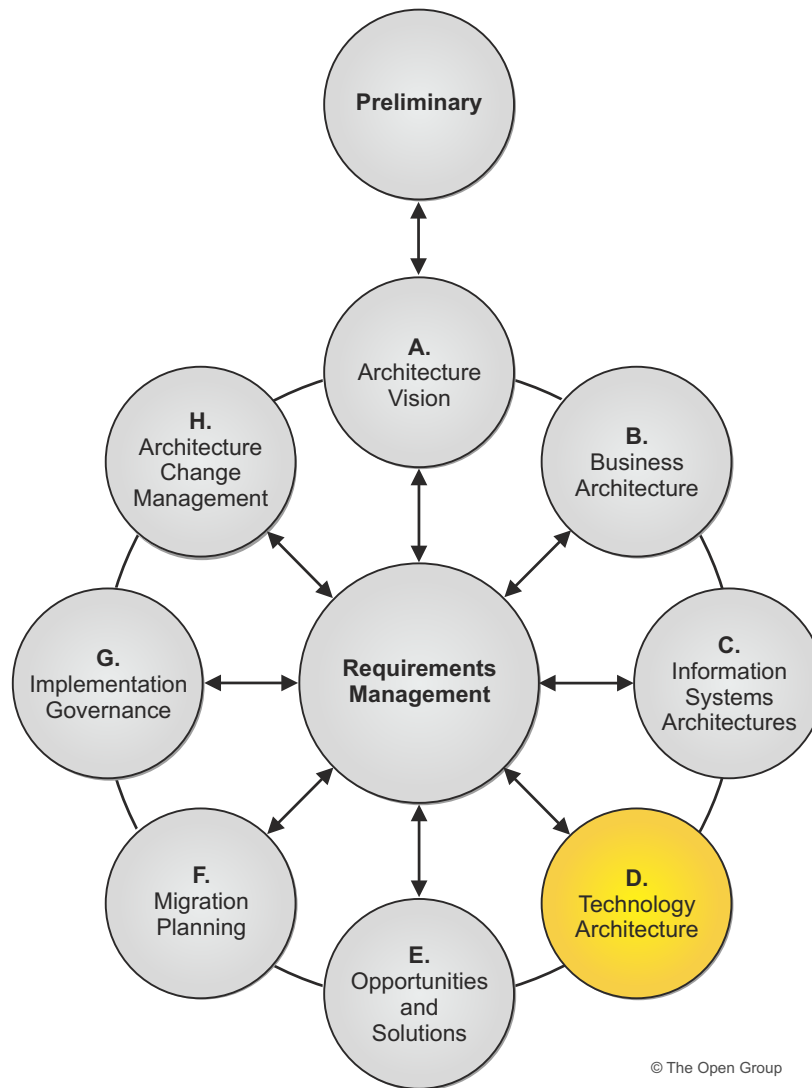 Preliminary
A.
Architecture
Vision
B.
Business
Architecture
C.
Information
Systems
Architectures
D.
Technology
Architecture
E.
Opportunities
and
Solutions
F.
Migration
Planning
G.
Implementation
Governance
H.
Architecture
Change
Management
Requirements
Management
© The Open Group